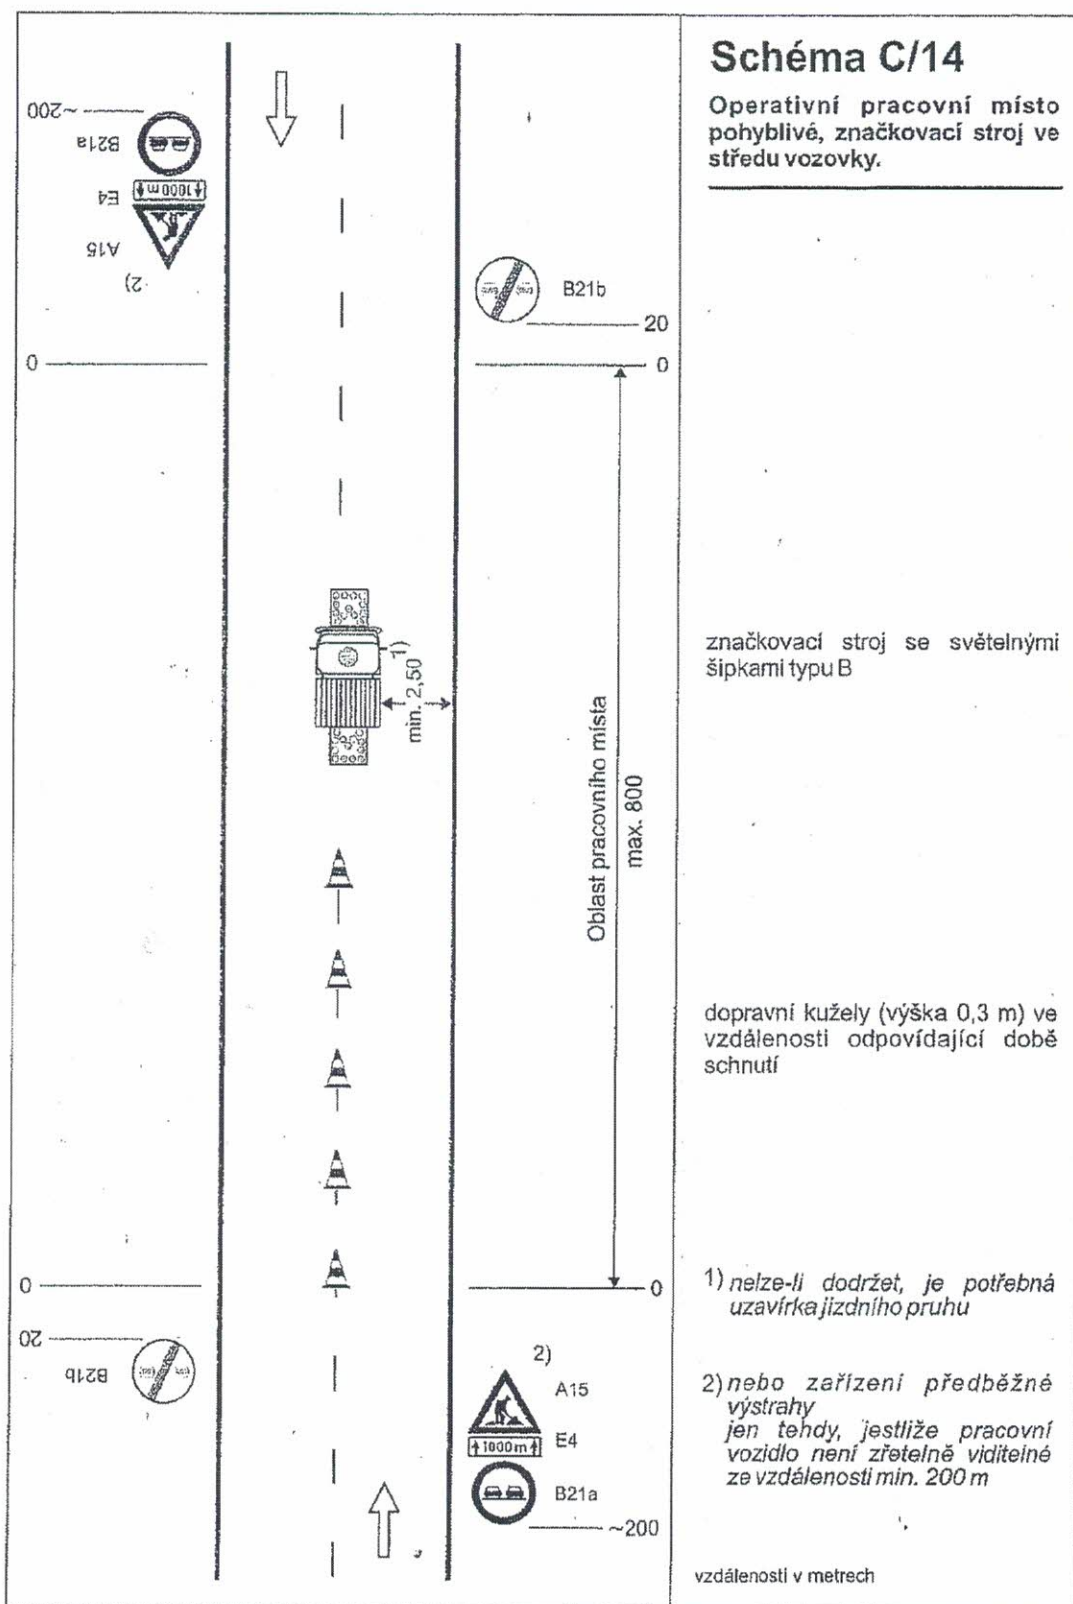 Schéma C/14
Operativní pracovní místo
pohyblivé, značkovací stroj ve
středu vozovky.
~200
B21a
1000 m
E4
A15
2)
B21b
20
0
0
značkovací stroj se světelnými
šipkami typu B
1)
min. 2,50
Oblast pracovního místa
max. 800
dopravní kužely (výška 0,3 m) ve
vzdálenosti odpovídající době
schnutí
0
0
20
B21b
1) nelze-li dodržet, je potřebná
uzavírka jízdního pruhu
2)
A15
1000 m
E4
B21a
~200
2) nebo zařízení předběžné
výstrahy
jen tehdy, jestliže pracovní
vozidlo není zřetelně viditelné
ze vzdálenosti min. 200 m
vzdálenosti v metrech